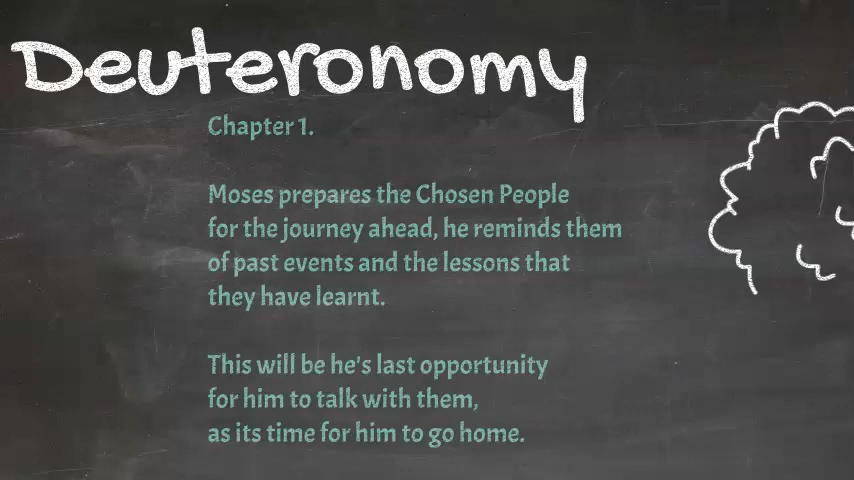 Deuteronomy
Chapter 1.
Moses prepares the Chosen People
for the journey ahead, he reminds them
of past events and the lessons that
they have learnt.
This will be he's last opportunity
for him to talk with them,
as its time for him to go home.